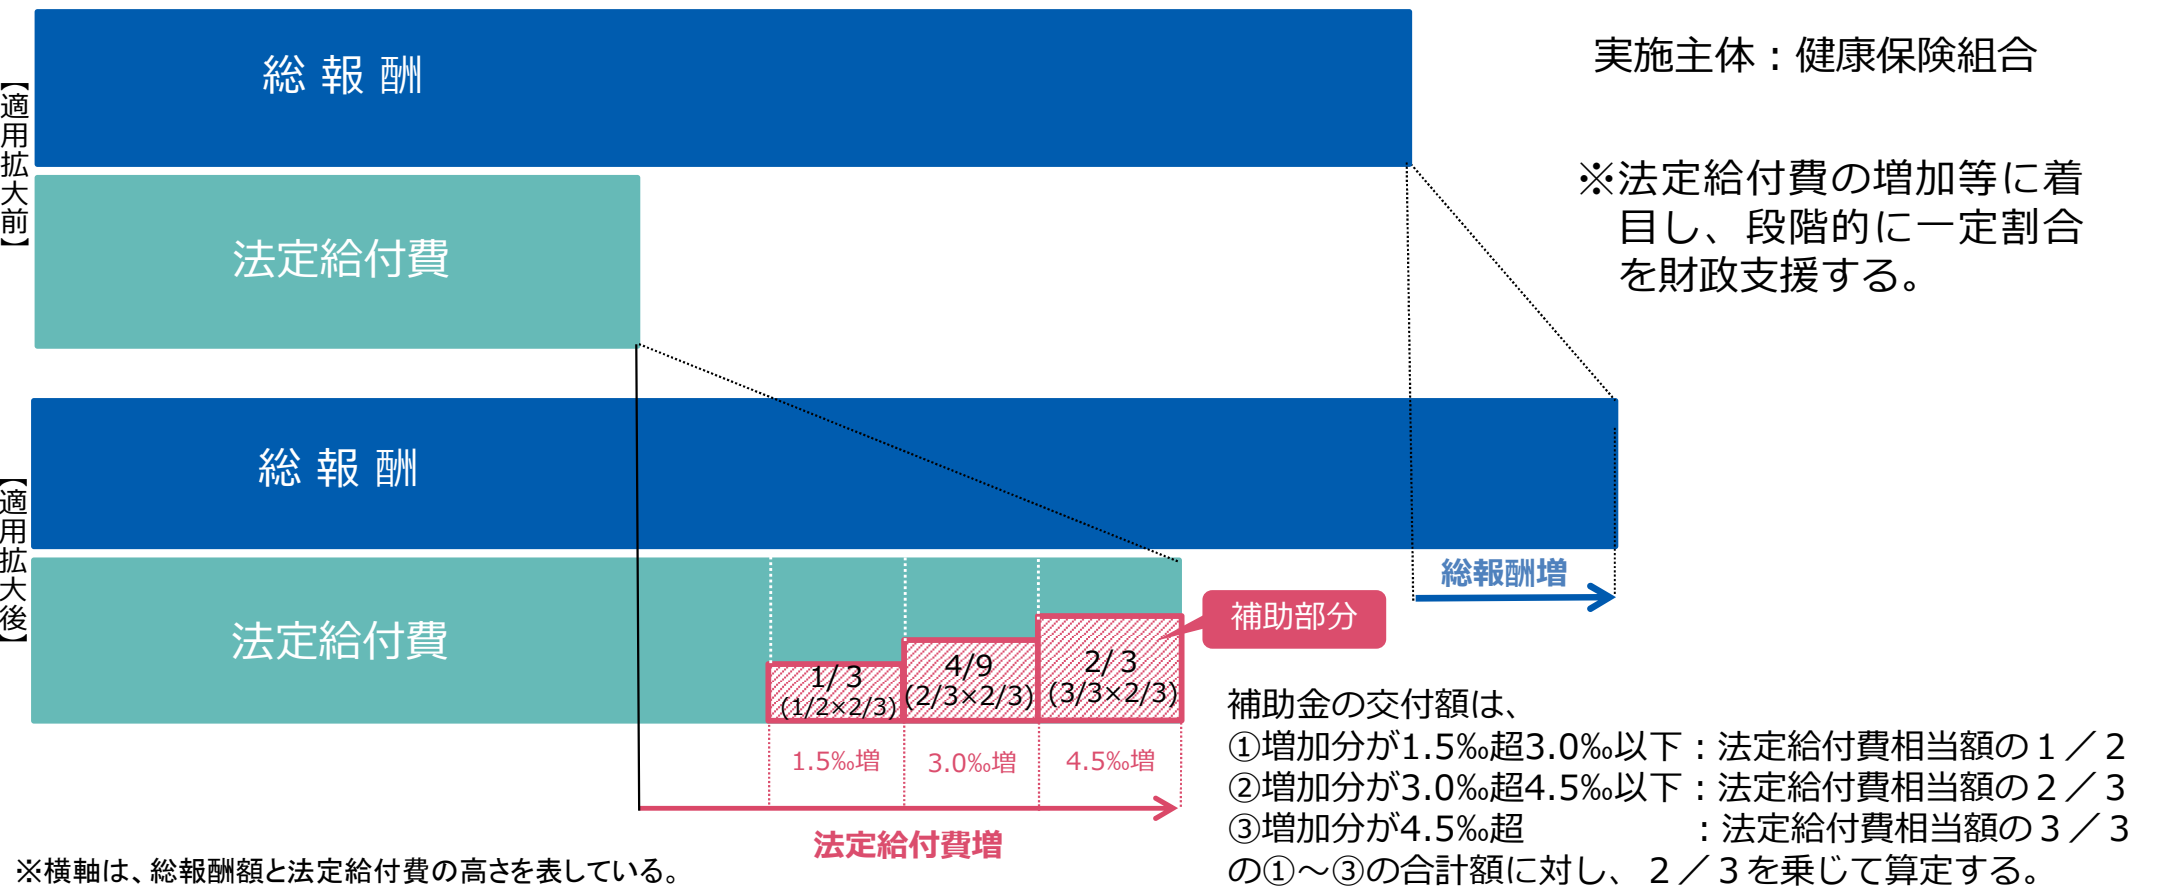 【適用拡大前】
総 報 酬
法定給付費
実施主体：健康保険組合
※法定給付費の増加等に着
目し、段階的に一定割合
を財政支援する。
【適用拡大後】
総 報 酬
総報酬増
法定給付費
補助部分
1/ 3
(1/2×2/3)
4/9
(2/3×2/3)
2/ 3
(3/3×2/3)
1.5‰増
3.0‰増
4.5‰増
法定給付費増
補助金の交付額は、
①増加分が1.5‰超3.0‰以下：法定給付費相当額の１／２
②増加分が3.0‰超4.5‰以下：法定給付費相当額の２／３
③増加分が4.5‰超　　　　　：法定給付費相当額の３／３
の①～③の合計額に対し、２／３を乗じて算定する。
※横軸は、総報酬額と法定給付費の高さを表している。